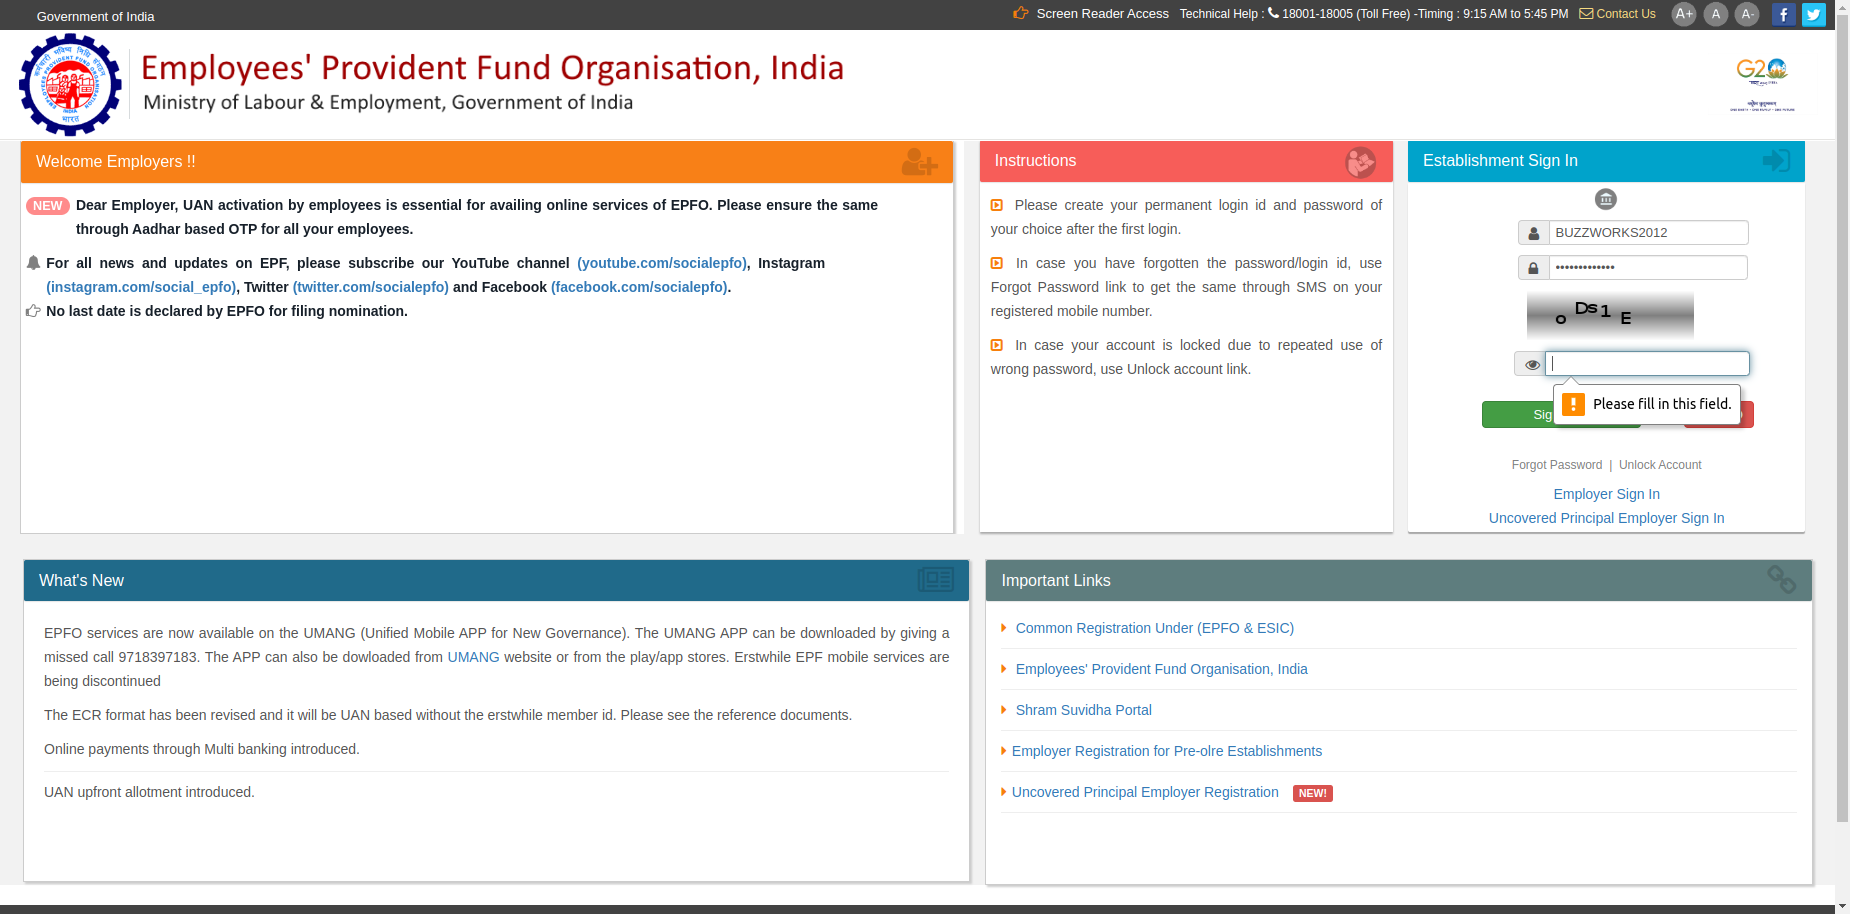 Government of India
Screen Reader Access Technical Help : 18001-18005 (Toll Free) -Timing : 9:15 AM to 5:45 PM Contact Us A+ A A-
Employees' Provident Fund Organisation, India
Ministry of Labour & Employment, Government of India
Welcome Employers !!
NEW Dear Employer, UAN activation by employees is essential for availing online services of EPFO. Please ensure the same
through Aadhar based OTP for all your employees.
For all news and updates on EPF, please subscribe our YouTube channel (youtube.com/socialepfo), Instagram
(instagram.com/social_epfo), Twitter (twitter.com/socialepfo) and Facebook (facebook.com/socialepfo).
No last date is declared by EPFO for filing nomination.
Instructions
Please create your permanent login id and password of
your choice after the first login.
In case you have forgotten the password/login id, use
Forgot Password link to get the same through SMS on your
registered mobile number.
In case your account is locked due to repeated use of
wrong password, use Unlock account link.
Establishment Sign In
BUZZWORKS2012
•••••••••••••
oDs1E
Please fill in this field.
Sig
Forgot Password | Unlock Account
Employer Sign In
Uncovered Principal Employer Sign In
What's New
EPFO services are now available on the UMANG (Unified Mobile APP for New Governance). The UMANG APP can be downloaded by giving a
missed call 9718397183. The APP can also be dowloaded from UMANG website or from the play/app stores. Erstwhile EPF mobile services are
being discontinued
The ECR format has been revised and it will be UAN based without the erstwhile member id. Please see the reference documents.
Online payments through Multi banking introduced.
UAN upfront allotment introduced.
Important Links
Common Registration Under (EPFO & ESIC)
Employees' Provident Fund Organisation, India
Shram Suvidha Portal
Employer Registration for Pre-olre Establishments
Uncovered Principal Employer Registration NEW!